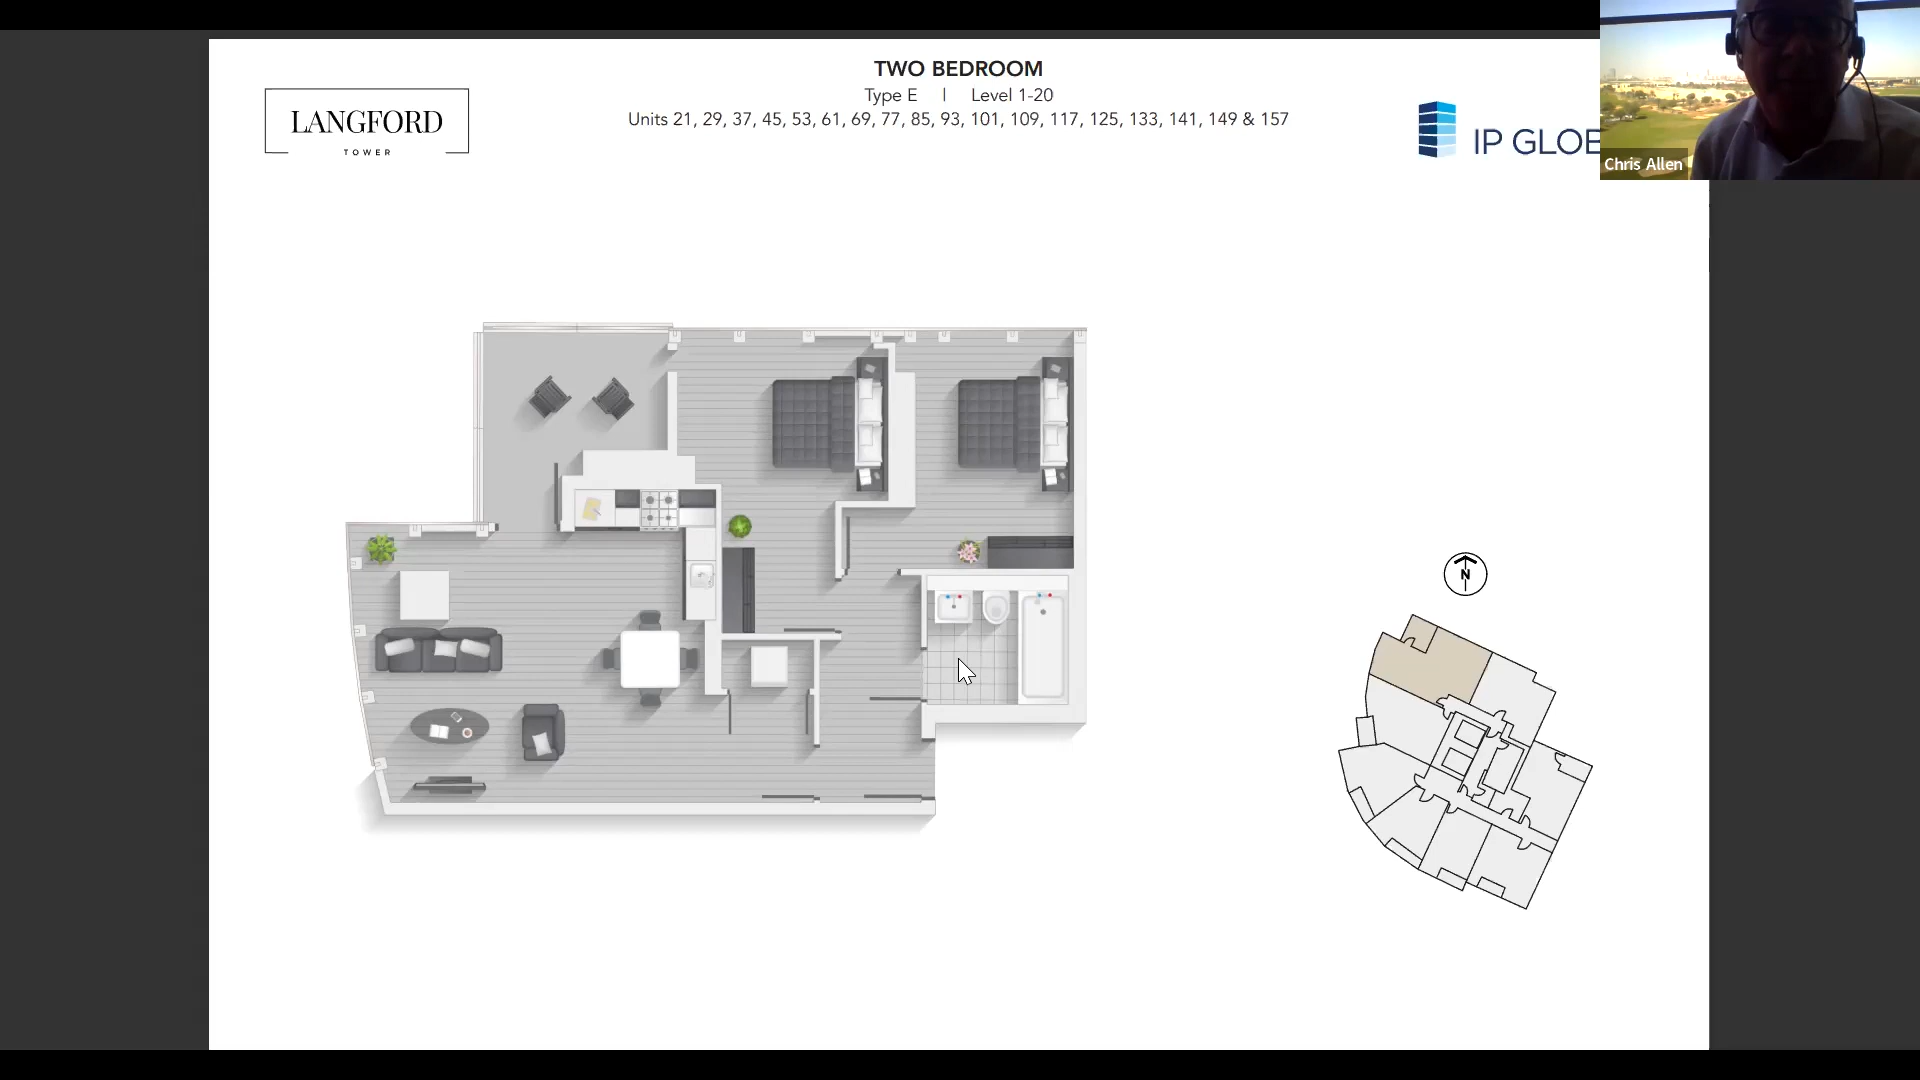 TWO BEDROOM
Type E | Level 1-20
Units 21, 29, 37, 45, 53, 61, 69, 77, 85, 93, 101, 109, 117, 125, 133, 141, 149 & 157
LANGFORD
TOWER
IP GLOB
Chris Allen
N